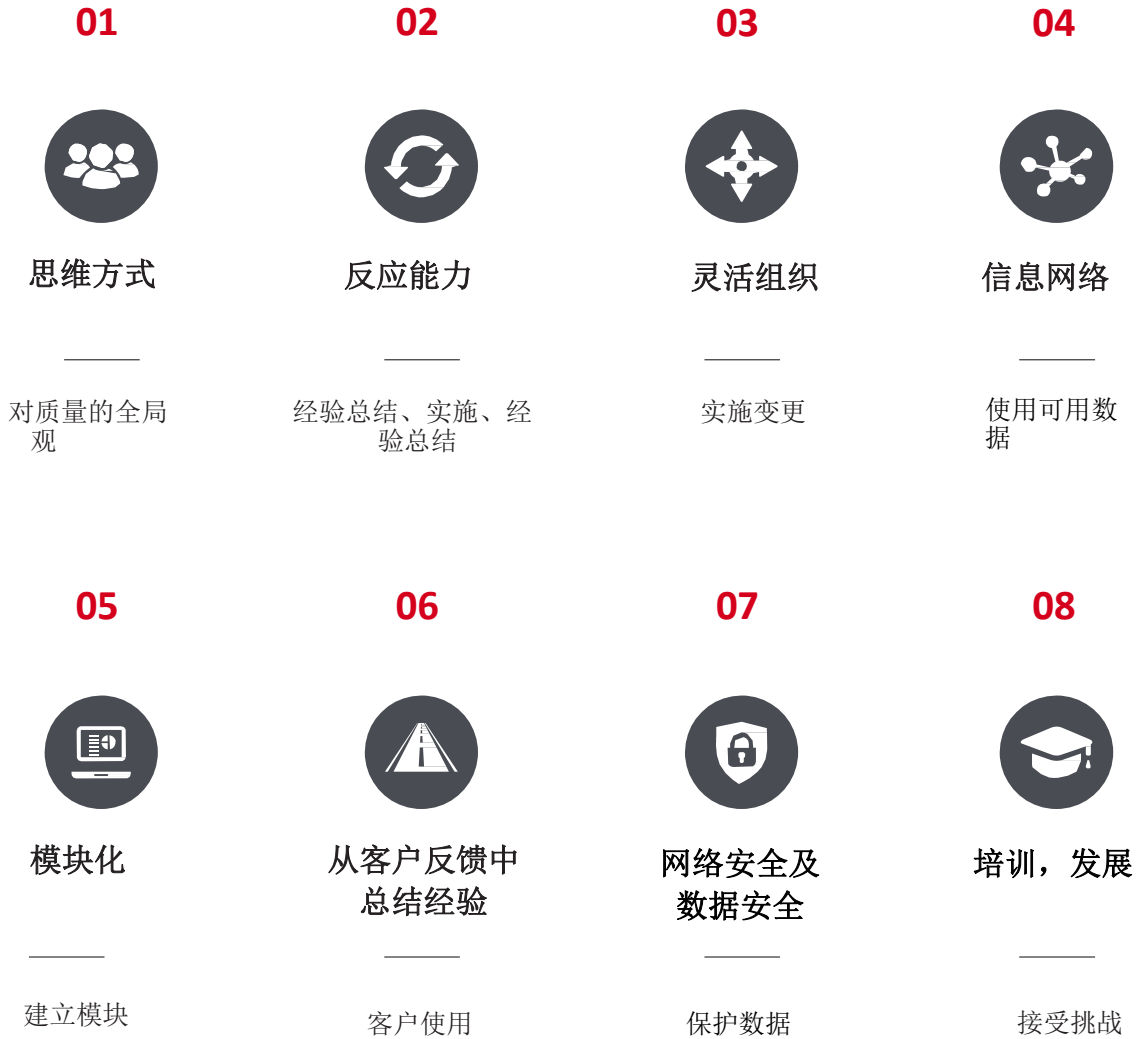 01
02
03
04
思维方式
反应能力
灵活组织
信息网络
对质量的全局
观
经验总结、实施、经
验总结
实施变更
使用可用数
据
05
06
07
08
模块化
从客户反馈中
总结经验
网络安全及
数据安全
培训，发展
建立模块
客户使用
保护数据
接受挑战